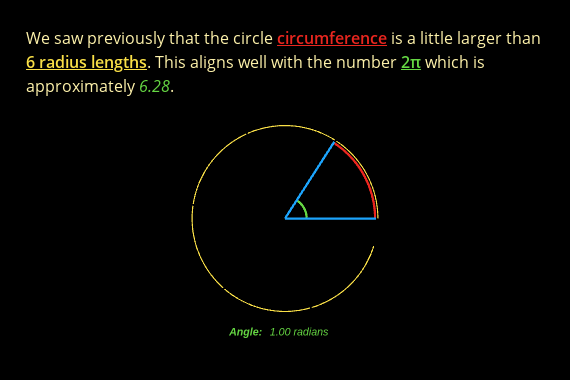 We saw previously that the circle circumference is a little larger than
6 radius lengths. This aligns well with the number 2π which is
approximately 6.28.
Angle: 1.00 radians